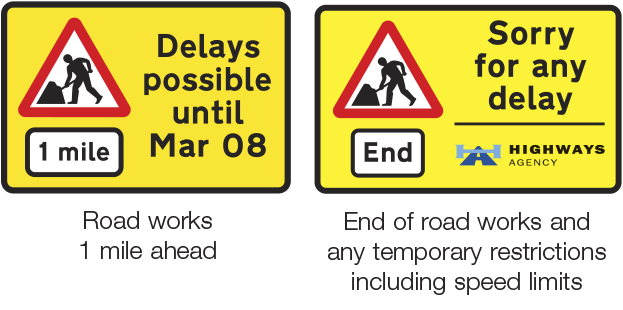 Delays
possible
until
Mar 08
1 mile
Road works
1 mile ahead
Sorry
for any
delay
End
HIGHWAYS
AGENCY
End of road works and
any temporary restrictions
including speed limits